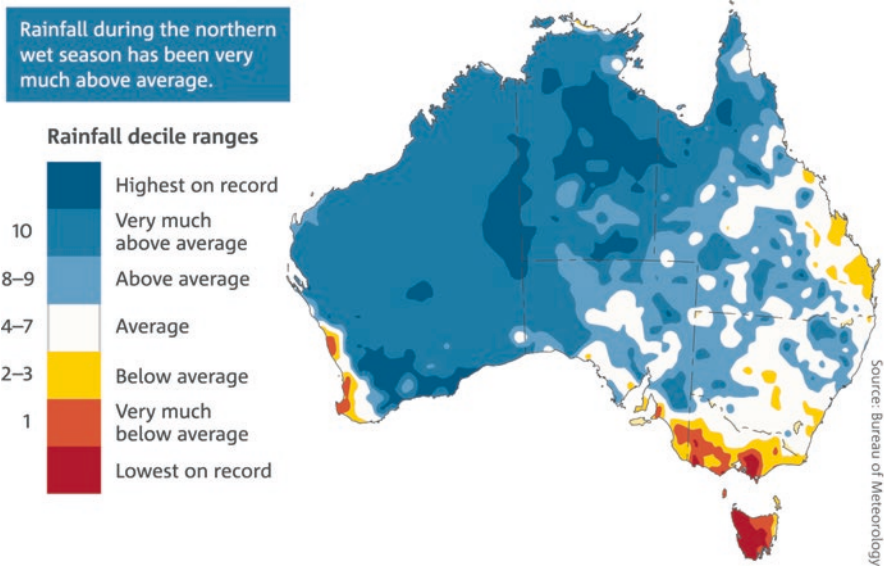 Rainfall during the northern
wet season has been very
much above average.
Rainfall decile ranges
Highest on record
10
Very much
above average
8–9
Above average
4–7
Average
2–3
Below average
1
Very much
below average
Lowest on record
Source: Bureau of Meteorology